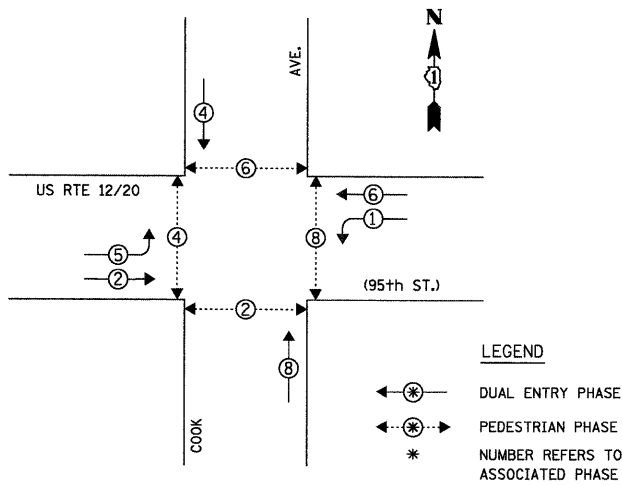 N
1
AVE.
4
6
US RTE 12/20
6
1
4
8
5
2
(95th ST.)
2
8
COOK
LEGEND
* DUAL ENTRY PHASE
* PEDESTRIAN PHASE
* NUMBER REFERS TO
ASSOCIATED PHASE